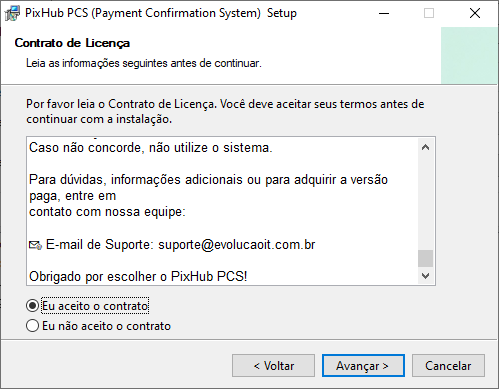 PixHub PCS (Payment Confirmation System) Setup
Contrato de Licença
Leia as informações seguintes antes de continuar.
Por favor leia o Contrato de Licença. Você deve aceitar seus termos antes de
continuar com a instalação.
Caso não concorde, não utilize o sistema.
Para dúvidas, informações adicionais ou para adquirir a versão
paga, entre em
contato com nossa equipe:
E-mail de Suporte: suporte@evolucaoit.com.br
Obrigado por escolher o PixHub PCS!
Eu aceito o contrato
Eu não aceito o contrato
< Voltar
Avançar >
Cancelar